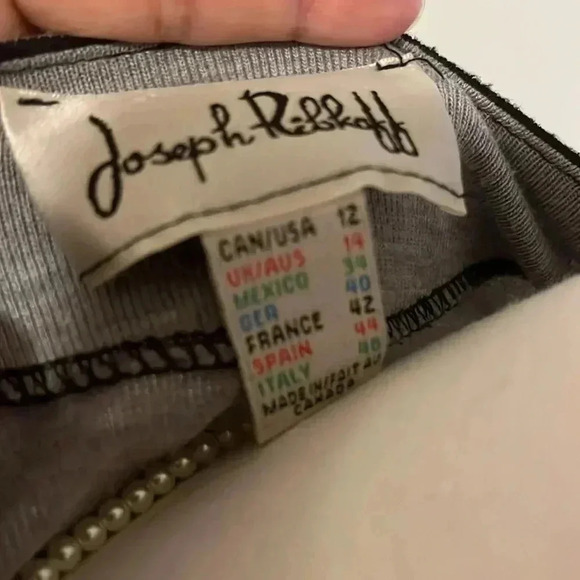 Joseph Ribkoff
CAN/USA 12
UK/AUS 14
MEXICO 34
GER 40
FRANCE 42
SPAIN 44
ITALY 46
MADE IN/FAIT AU
CANADA